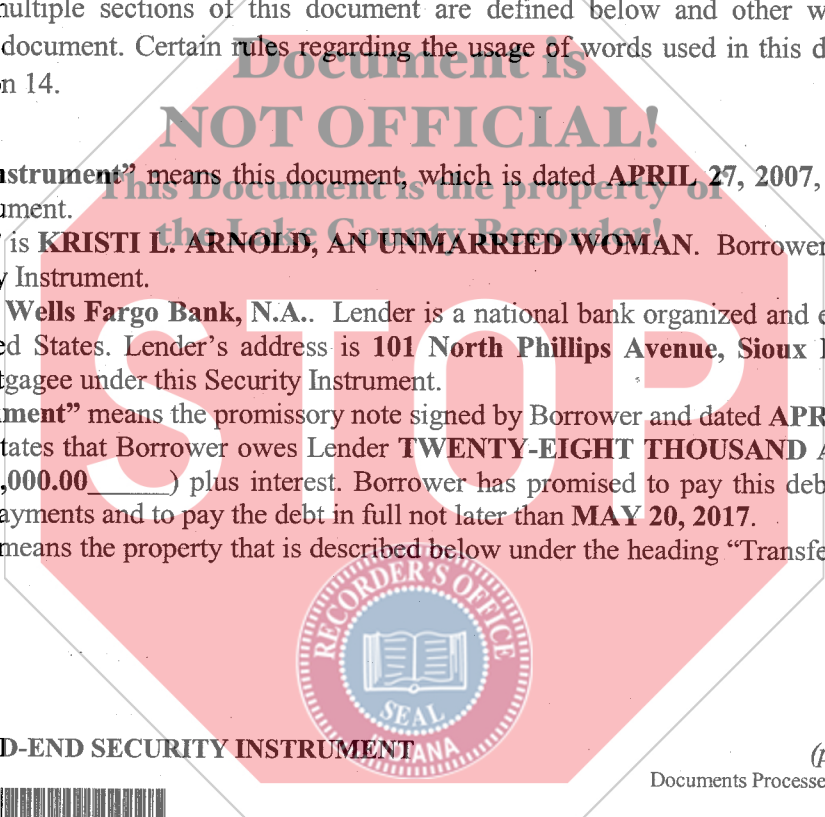 multiple sections of this document are defined below and other w
document. Certain rules regarding the usage of words used in this d
n 14.
Document is
NOT OFFICIAL!
This Document is the property of
the Lake County Recorder!
STOP
nstrument” means this document, which is dated APRIL 27, 2007,
ument.
is KRISTI L. ARNOLD, AN UNMARRIED WOMAN. Borrower
y Instrument.
Wells Fargo Bank, N.A.. Lender is a national bank organized and e
ed States. Lender’s address is 101 North Phillips Avenue, Sioux
tgagee under this Security Instrument.
ment” means the promissory note signed by Borrower and dated APR
tates that Borrower owes Lender TWENTY-EIGHT THOUSAND A
,000.00______) plus interest. Borrower has promised to pay this deb
ayments and to pay the debt in full not later than MAY 20, 2017.
means the property that is described below under the heading “Transfe
RECORDER'S OFFICE
SEAL
INDIANA
D-END SECURITY INSTRUMENT
(p
Documents Processe